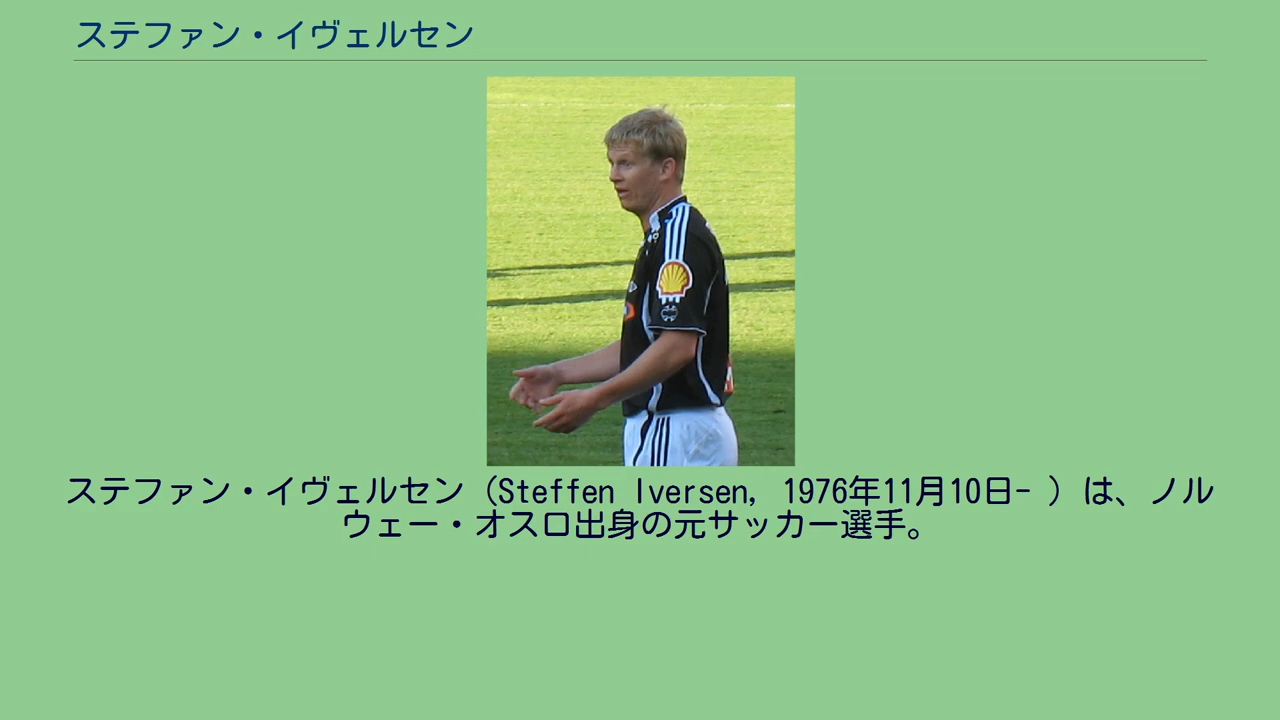 ステファン・イヴェルセン
ステファン・イヴェルセン（Steffen Iversen, 1976年11月10日- ）は、ノル
ウェー・オスロ出身の元サッカー選手。